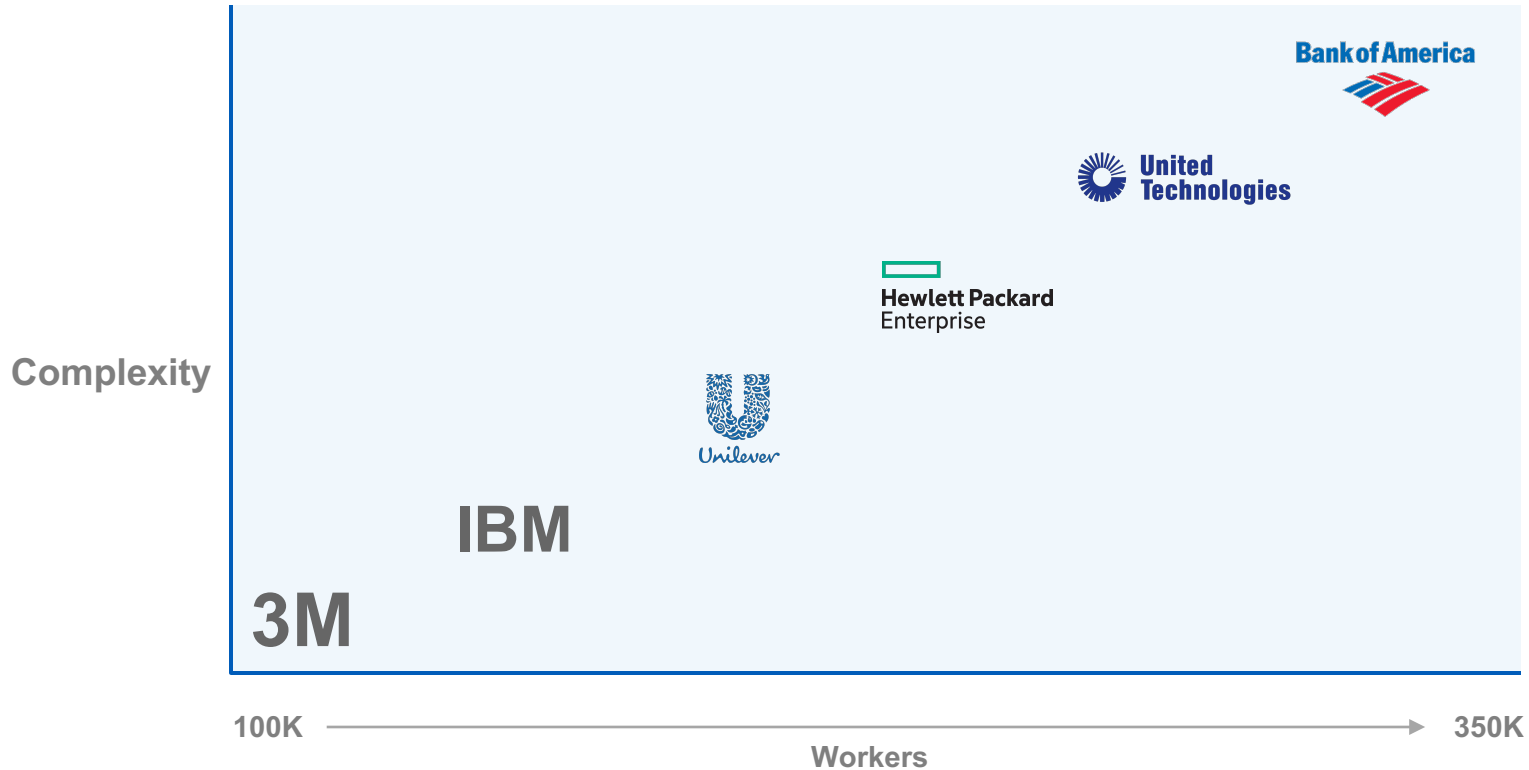 Bank of America
United
Technologies
Hewlett Packard
Enterprise
Complexity
Unilever
IBM
3M
100K
350K
Workers